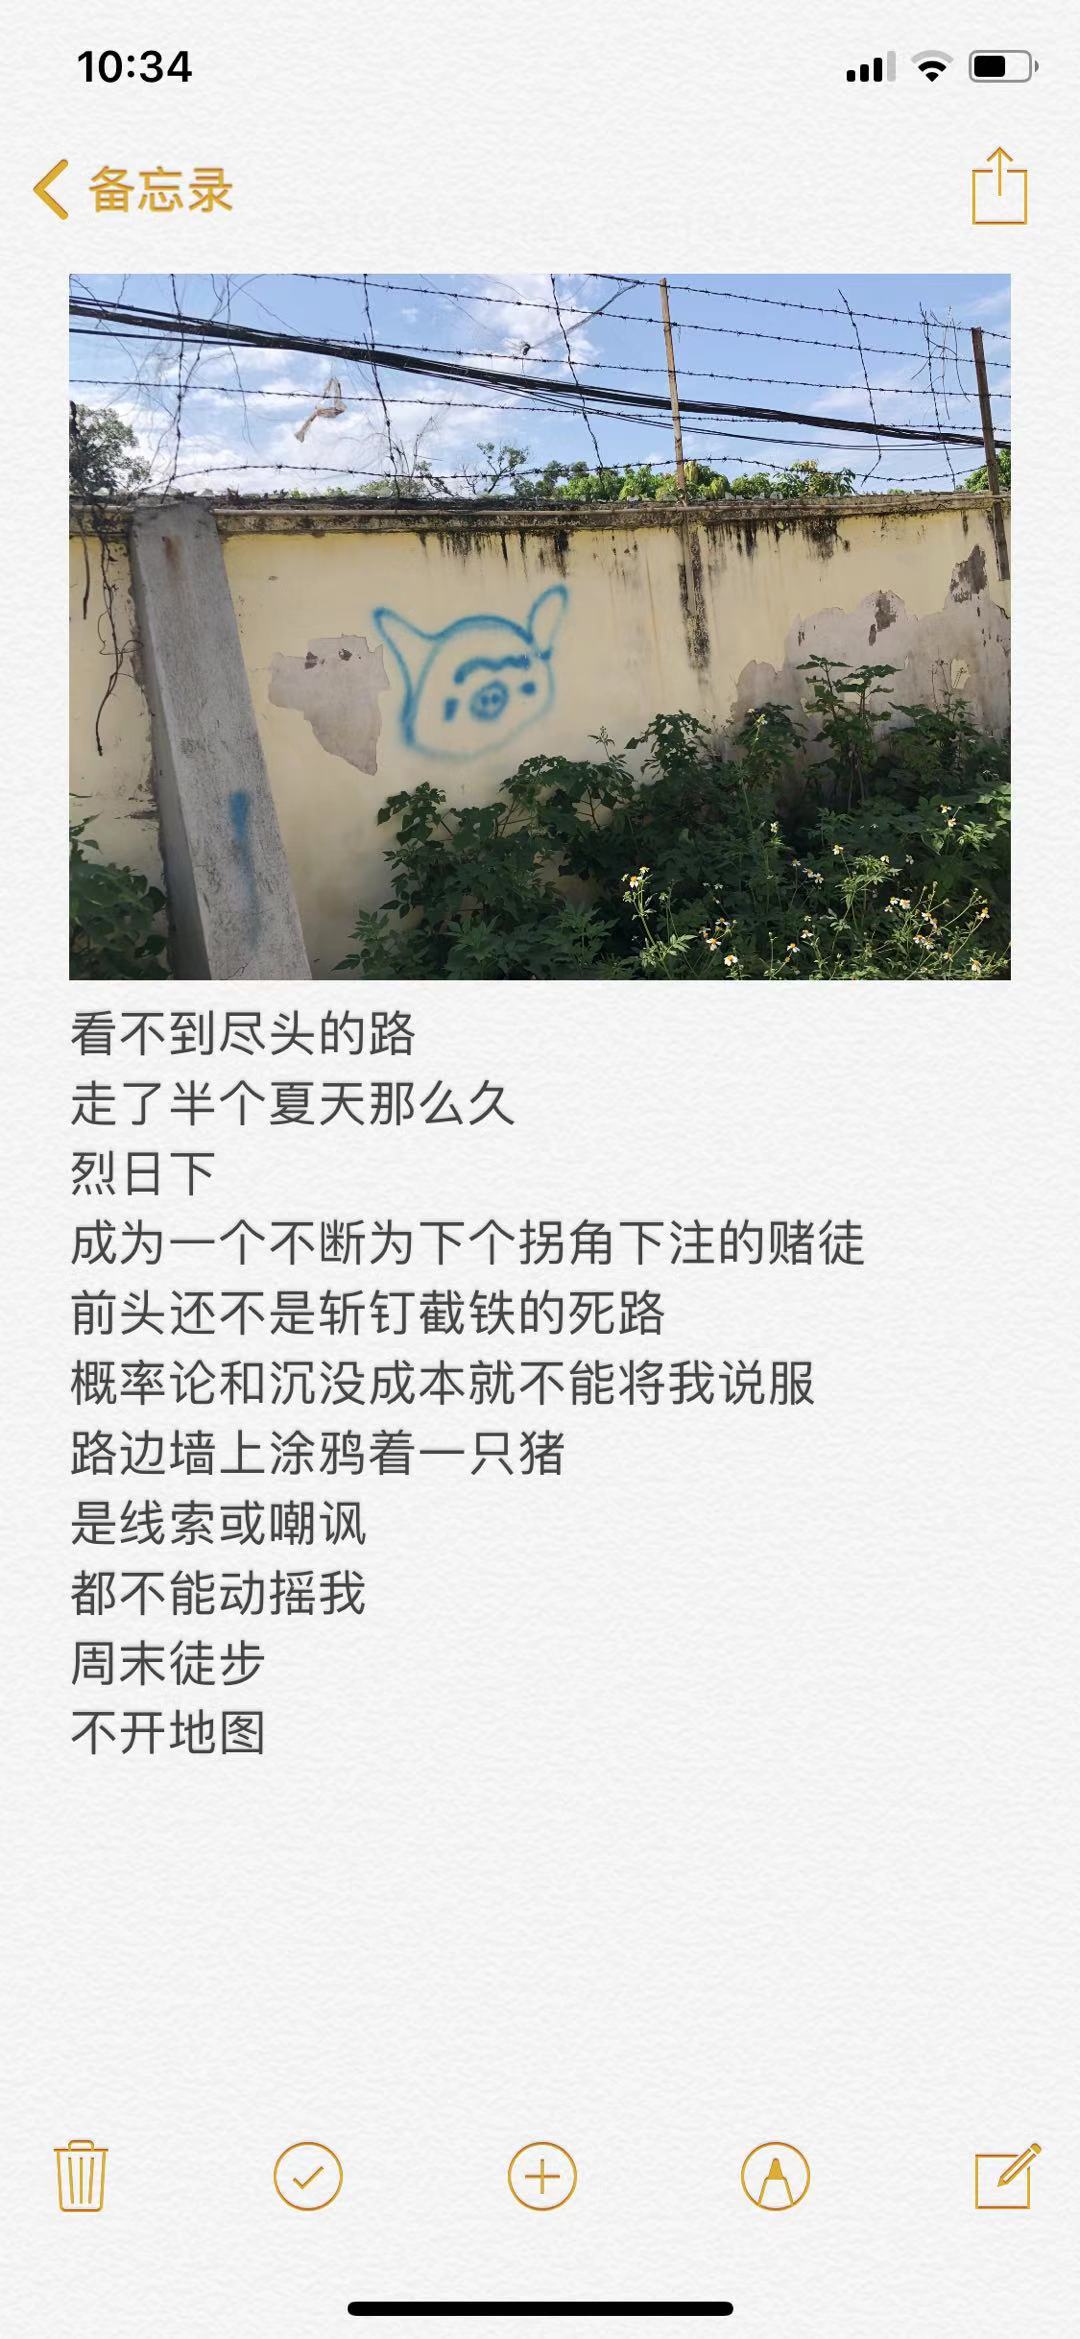 10:34
备忘录
看不到尽头的路
走了半个夏天那么久
烈日下
成为一个不断为下个拐角下注的赌徒
前头还不是斩钉截铁的死路
概率论和沉没成本就不能将我说服
路边墙上涂鸦着一只猪
是线索或嘲讽
都不能动摇我
周末徒步
不开地图